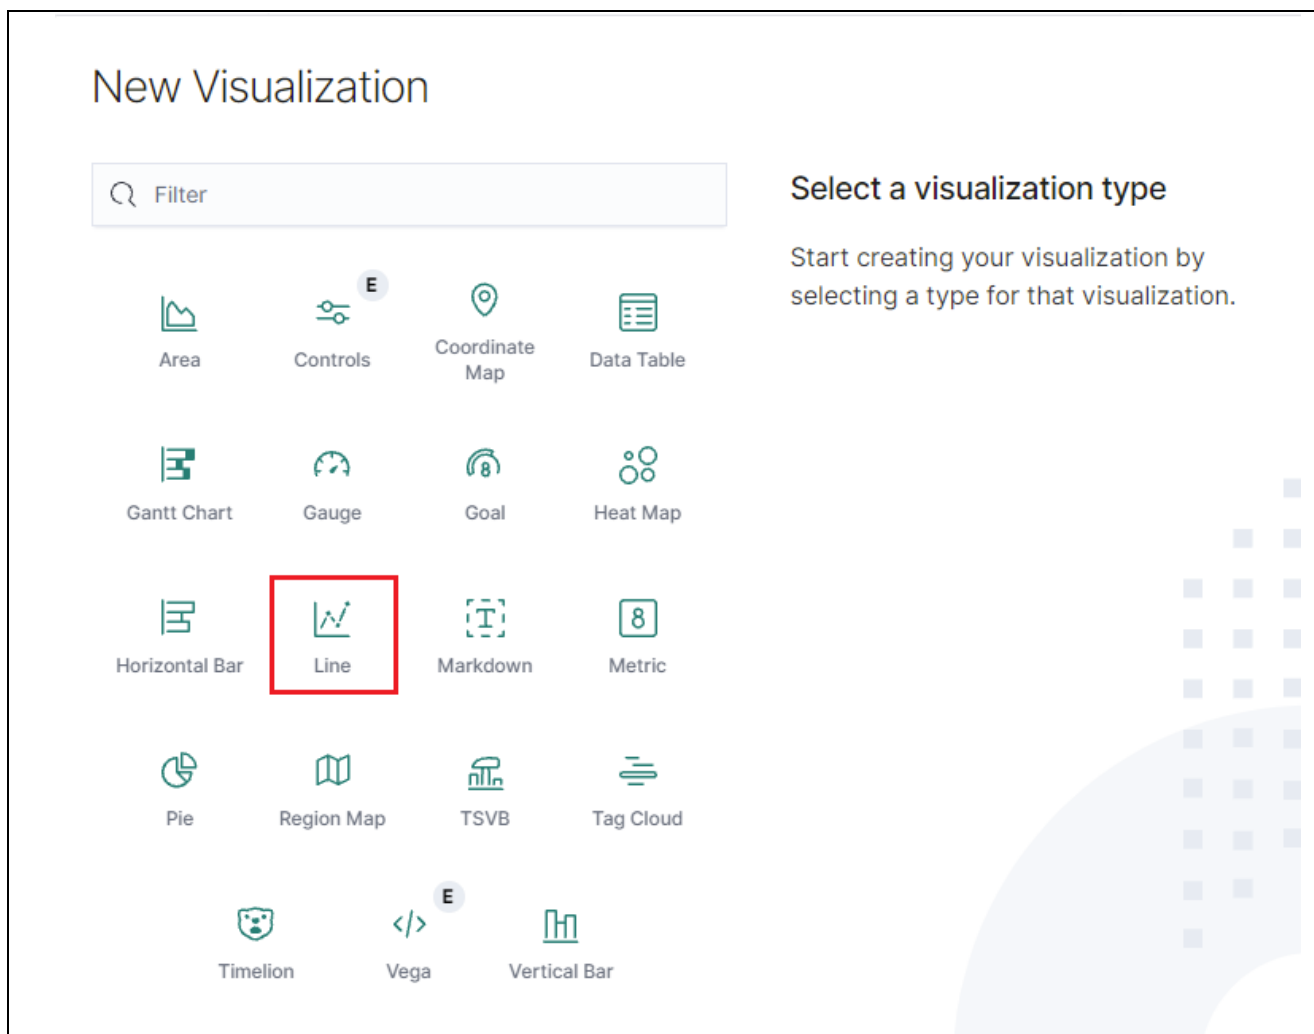 New Visualization
Filter
Select a visualization type
Start creating your visualization by
selecting a type for that visualization.
Area
E
Controls
Coordinate
Map
Data Table
Gantt Chart
Gauge
8
Goal
Heat Map
Horizontal Bar
Line
T
Markdown
8
Metric
Pie
Region Map
TSVB
Tag Cloud
Timelion
E
</>
Vega
Vertical Bar